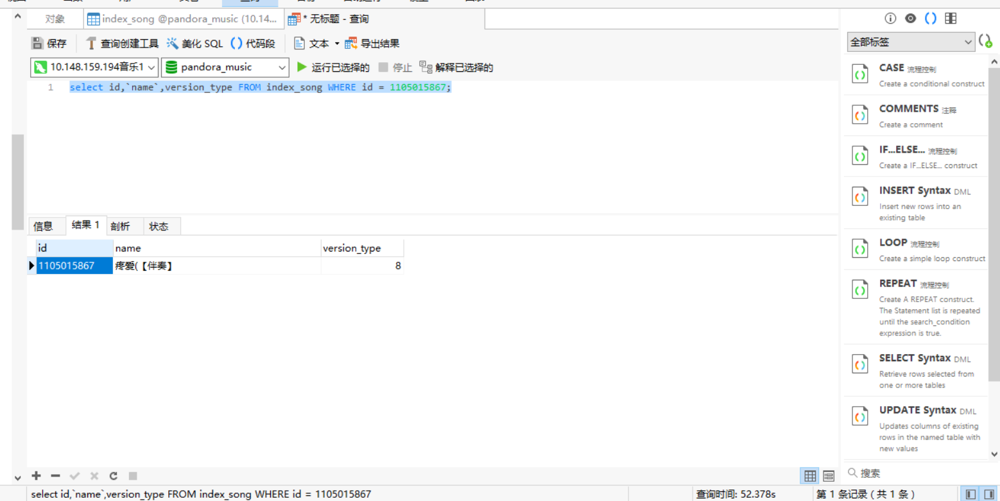 对象
index_song @pandora_music (10.14...
* 无标题 - 查询
保存
查询创建工具
美化 SQL
代码段
文本
导出结果
10.148.159.194音乐1
pandora_music
运行已选择的
停止
解释已选择的
1 select id,`name`,version_type FROM index_song WHERE id = 1105015867;
信息
结果 1
剖析
状态
id name version_type
1105015867 疼爱(【伴奏】 8
全部标签
CASE 流程控制
Create a conditional construct
COMMENTS 注释
Create a comment
IF...ELSE... 流程控制
Create a IF...ELSE... construct
INSERT Syntax DML
Insert new rows into an
existing table
LOOP 流程控制
Create a simple loop construct
REPEAT 流程控制
Create A REPEAT construct.
The Statement list is repeated
until the search_condition
expression is true.
SELECT Syntax DML
Retrieve rows selected from
one or more tables
UPDATE Syntax DML
Updates columns of existing
rows in the named table with
new values
搜索
select id,`name`,version_type FROM index_song WHERE id = 1105015867
查询时间: 52.378s
第 1 条记录 ( 共 1 条 )